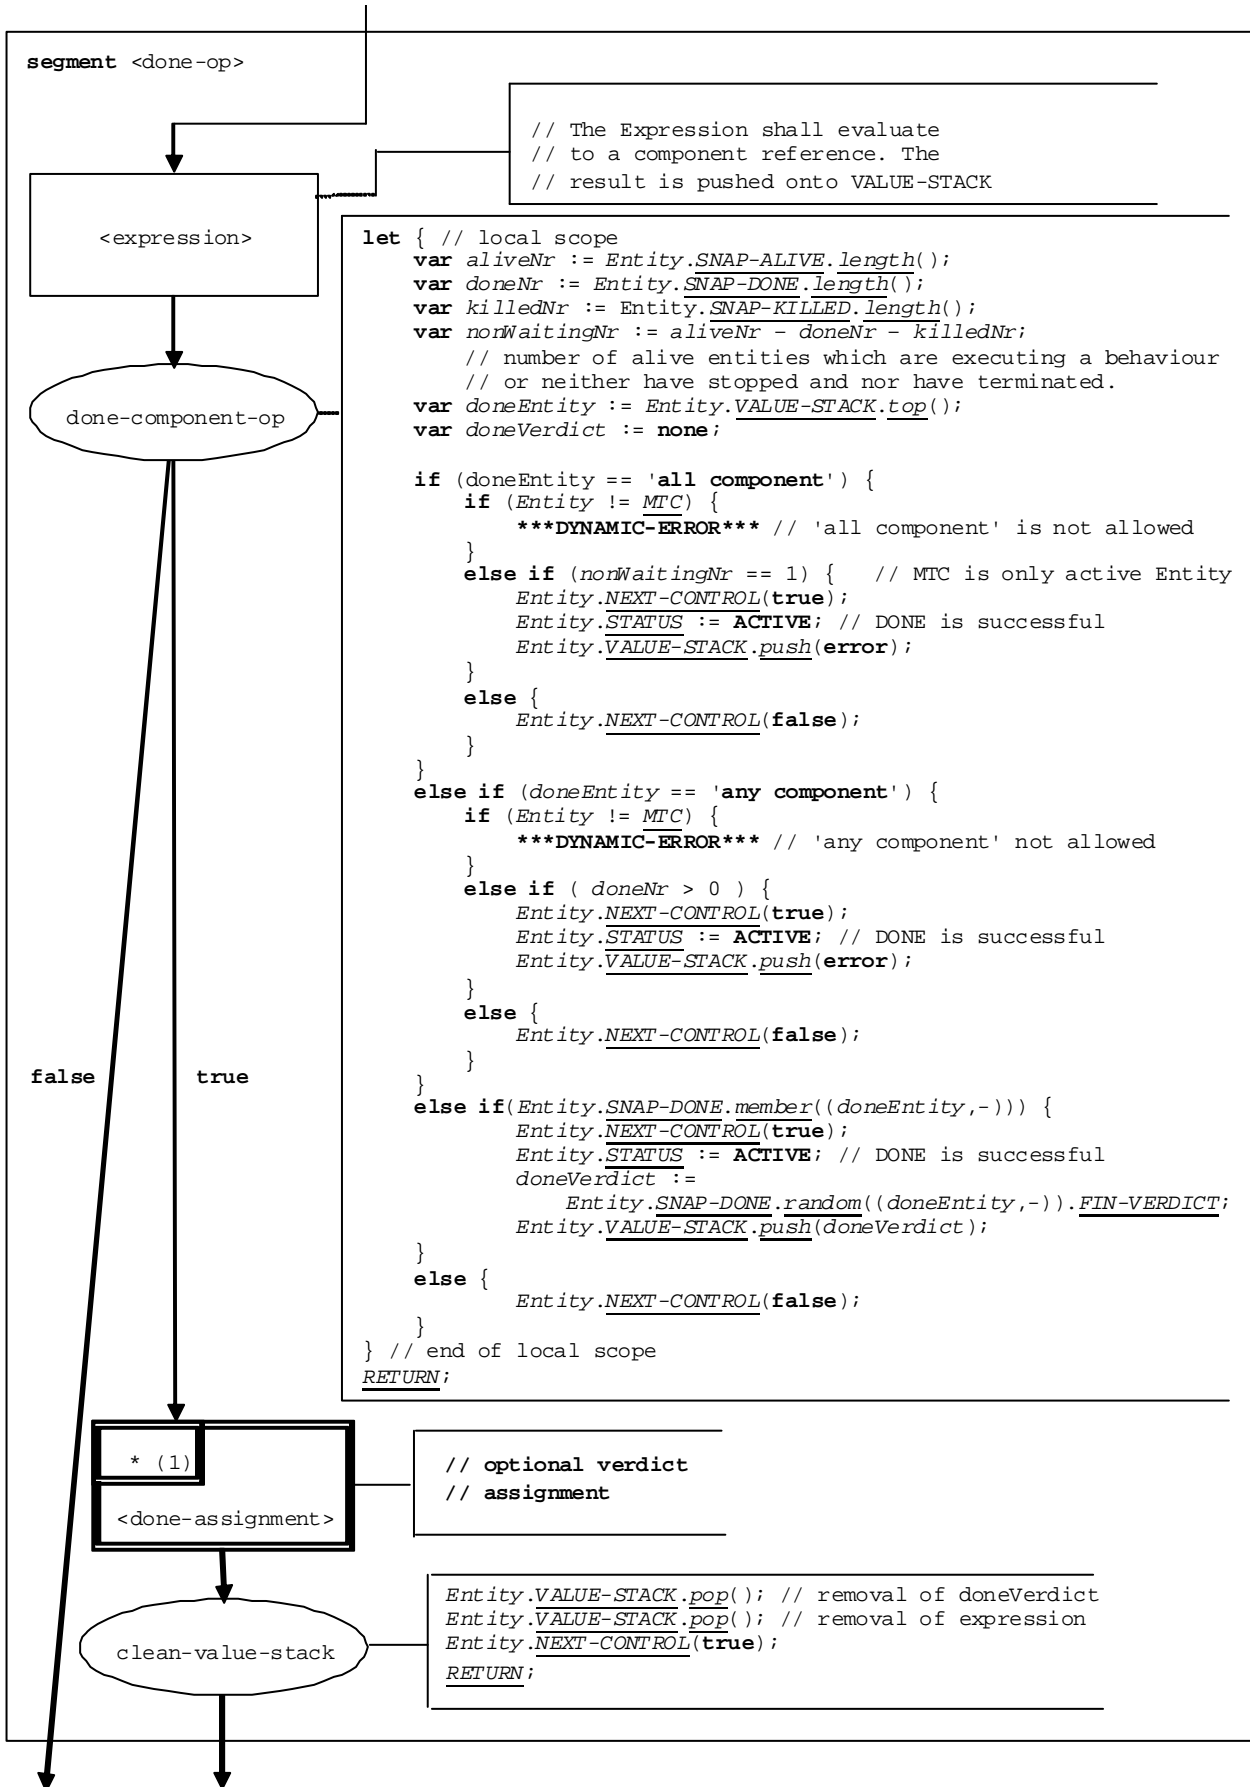 segment <done-op>
// The Expression shall evaluate
// to a component reference. The
// result is pushed onto VALUE-STACK
<expression>
let { // local scope
var aliveNr := Entity.SNAP-ALIVE.length();
var doneNr := Entity.SNAP-DONE.length();
var killedNr := Entity.SNAP-KILLED.length();
var nonWaitingNr := aliveNr – doneNr – killedNr;
// number of alive entities which are executing a behaviour
// or neither have stopped and nor have terminated.
var doneEntity := Entity.VALUE-STACK.top();
var doneVerdict := none;
done-component-op
if (doneEntity == 'all component') {
if (Entity != MTC) {
***DYNAMIC-ERROR*** // 'all component' is not allowed
}
else if (nonWaitingNr == 1) { // MTC is only active Entity
Entity.NEXT-CONTROL(true);
Entity.STATUS := ACTIVE; // DONE is successful
Entity.VALUE-STACK.push(error);
}
else {
Entity.NEXT-CONTROL(false);
}
}
else if (doneEntity == 'any component') {
if (Entity != MTC) {
***DYNAMIC-ERROR*** // 'any component' not allowed
}
else if ( doneNr > 0 ) {
Entity.NEXT-CONTROL(true);
Entity.STATUS := ACTIVE; // DONE is successful
Entity.VALUE-STACK.push(error);
}
else {
Entity.NEXT-CONTROL(false);
}
}
false true
else if(Entity.SNAP-DONE.member((doneEntity,-))) {
Entity.NEXT-CONTROL(true);
Entity.STATUS := ACTIVE; // DONE is successful
doneVerdict :=
Entity.SNAP-DONE.random((doneEntity,-)).FIN-VERDICT;
Entity.VALUE-STACK.push(doneVerdict);
}
else {
Entity.NEXT-CONTROL(false);
}
} // end of local scope
RETURN;
* (1)
<done-assignment>
// optional verdict
// assignment
clean-value-stack
Entity.VALUE-STACK.pop(); // removal of doneVerdict
Entity.VALUE-STACK.pop(); // removal of expression
Entity.NEXT-CONTROL(true);
RETURN;